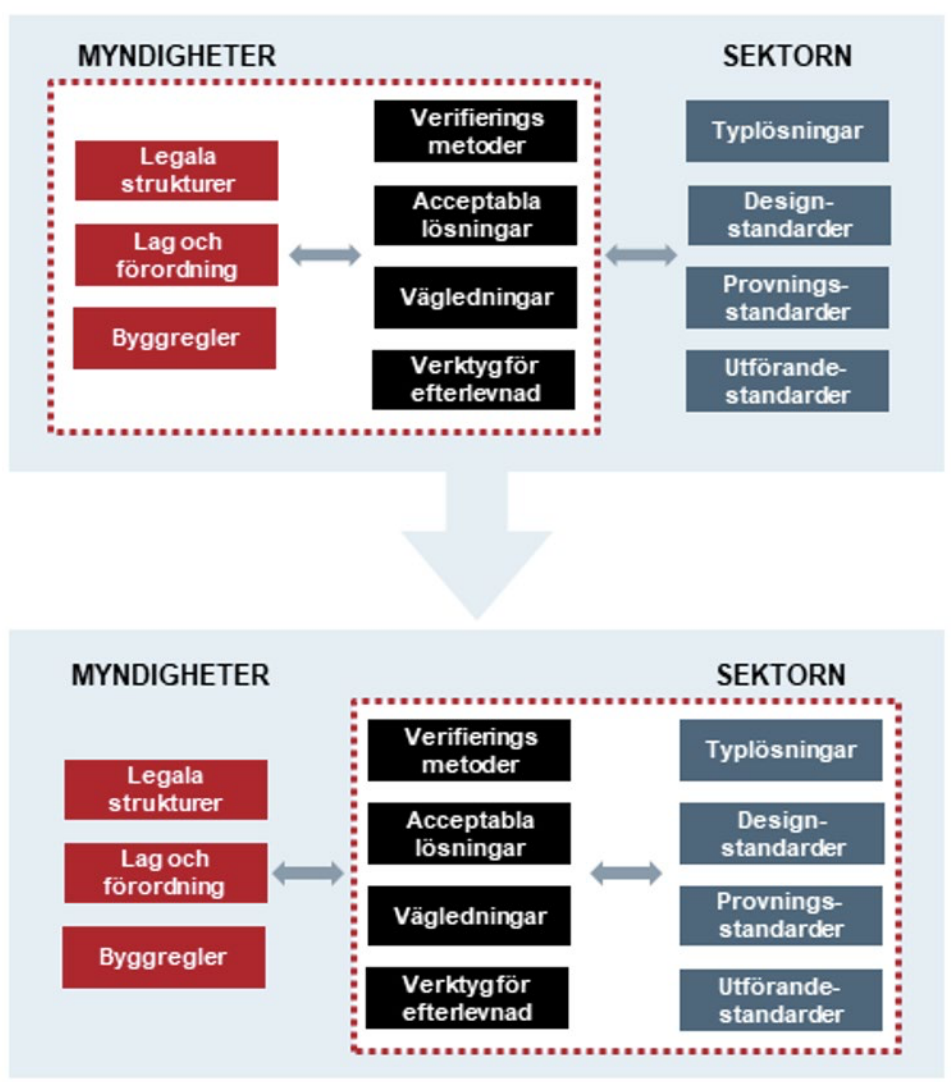 MYNDIGHETER
SEKTORN
Legala
strukturer
Lag och
förordning
Byggregler
Verifierings
metoder
Acceptabla
lösningar
Vägledningar
Verktyg för
efterlevnad
Typlösningar
Design-
standarder
Provnings-
standarder
Utförande-
standarder
MYNDIGHETER
SEKTORN
Legala
strukturer
Lag och
förordning
Byggregler
Verifierings
metoder
Acceptabla
lösningar
Vägledningar
Verktyg för
efterlevnad
Typlösningar
Design-
standarder
Provnings-
standarder
Utförande-
standarder